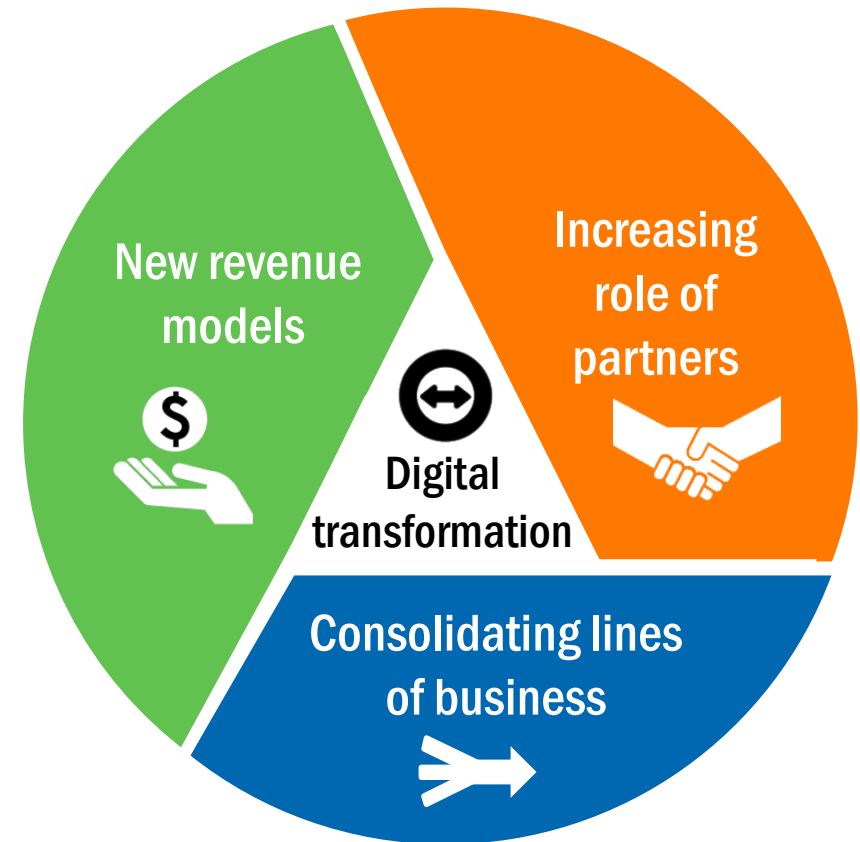 New revenue
models
$
Increasing
role of
partners
Digital
transformation
Consolidating lines
of business